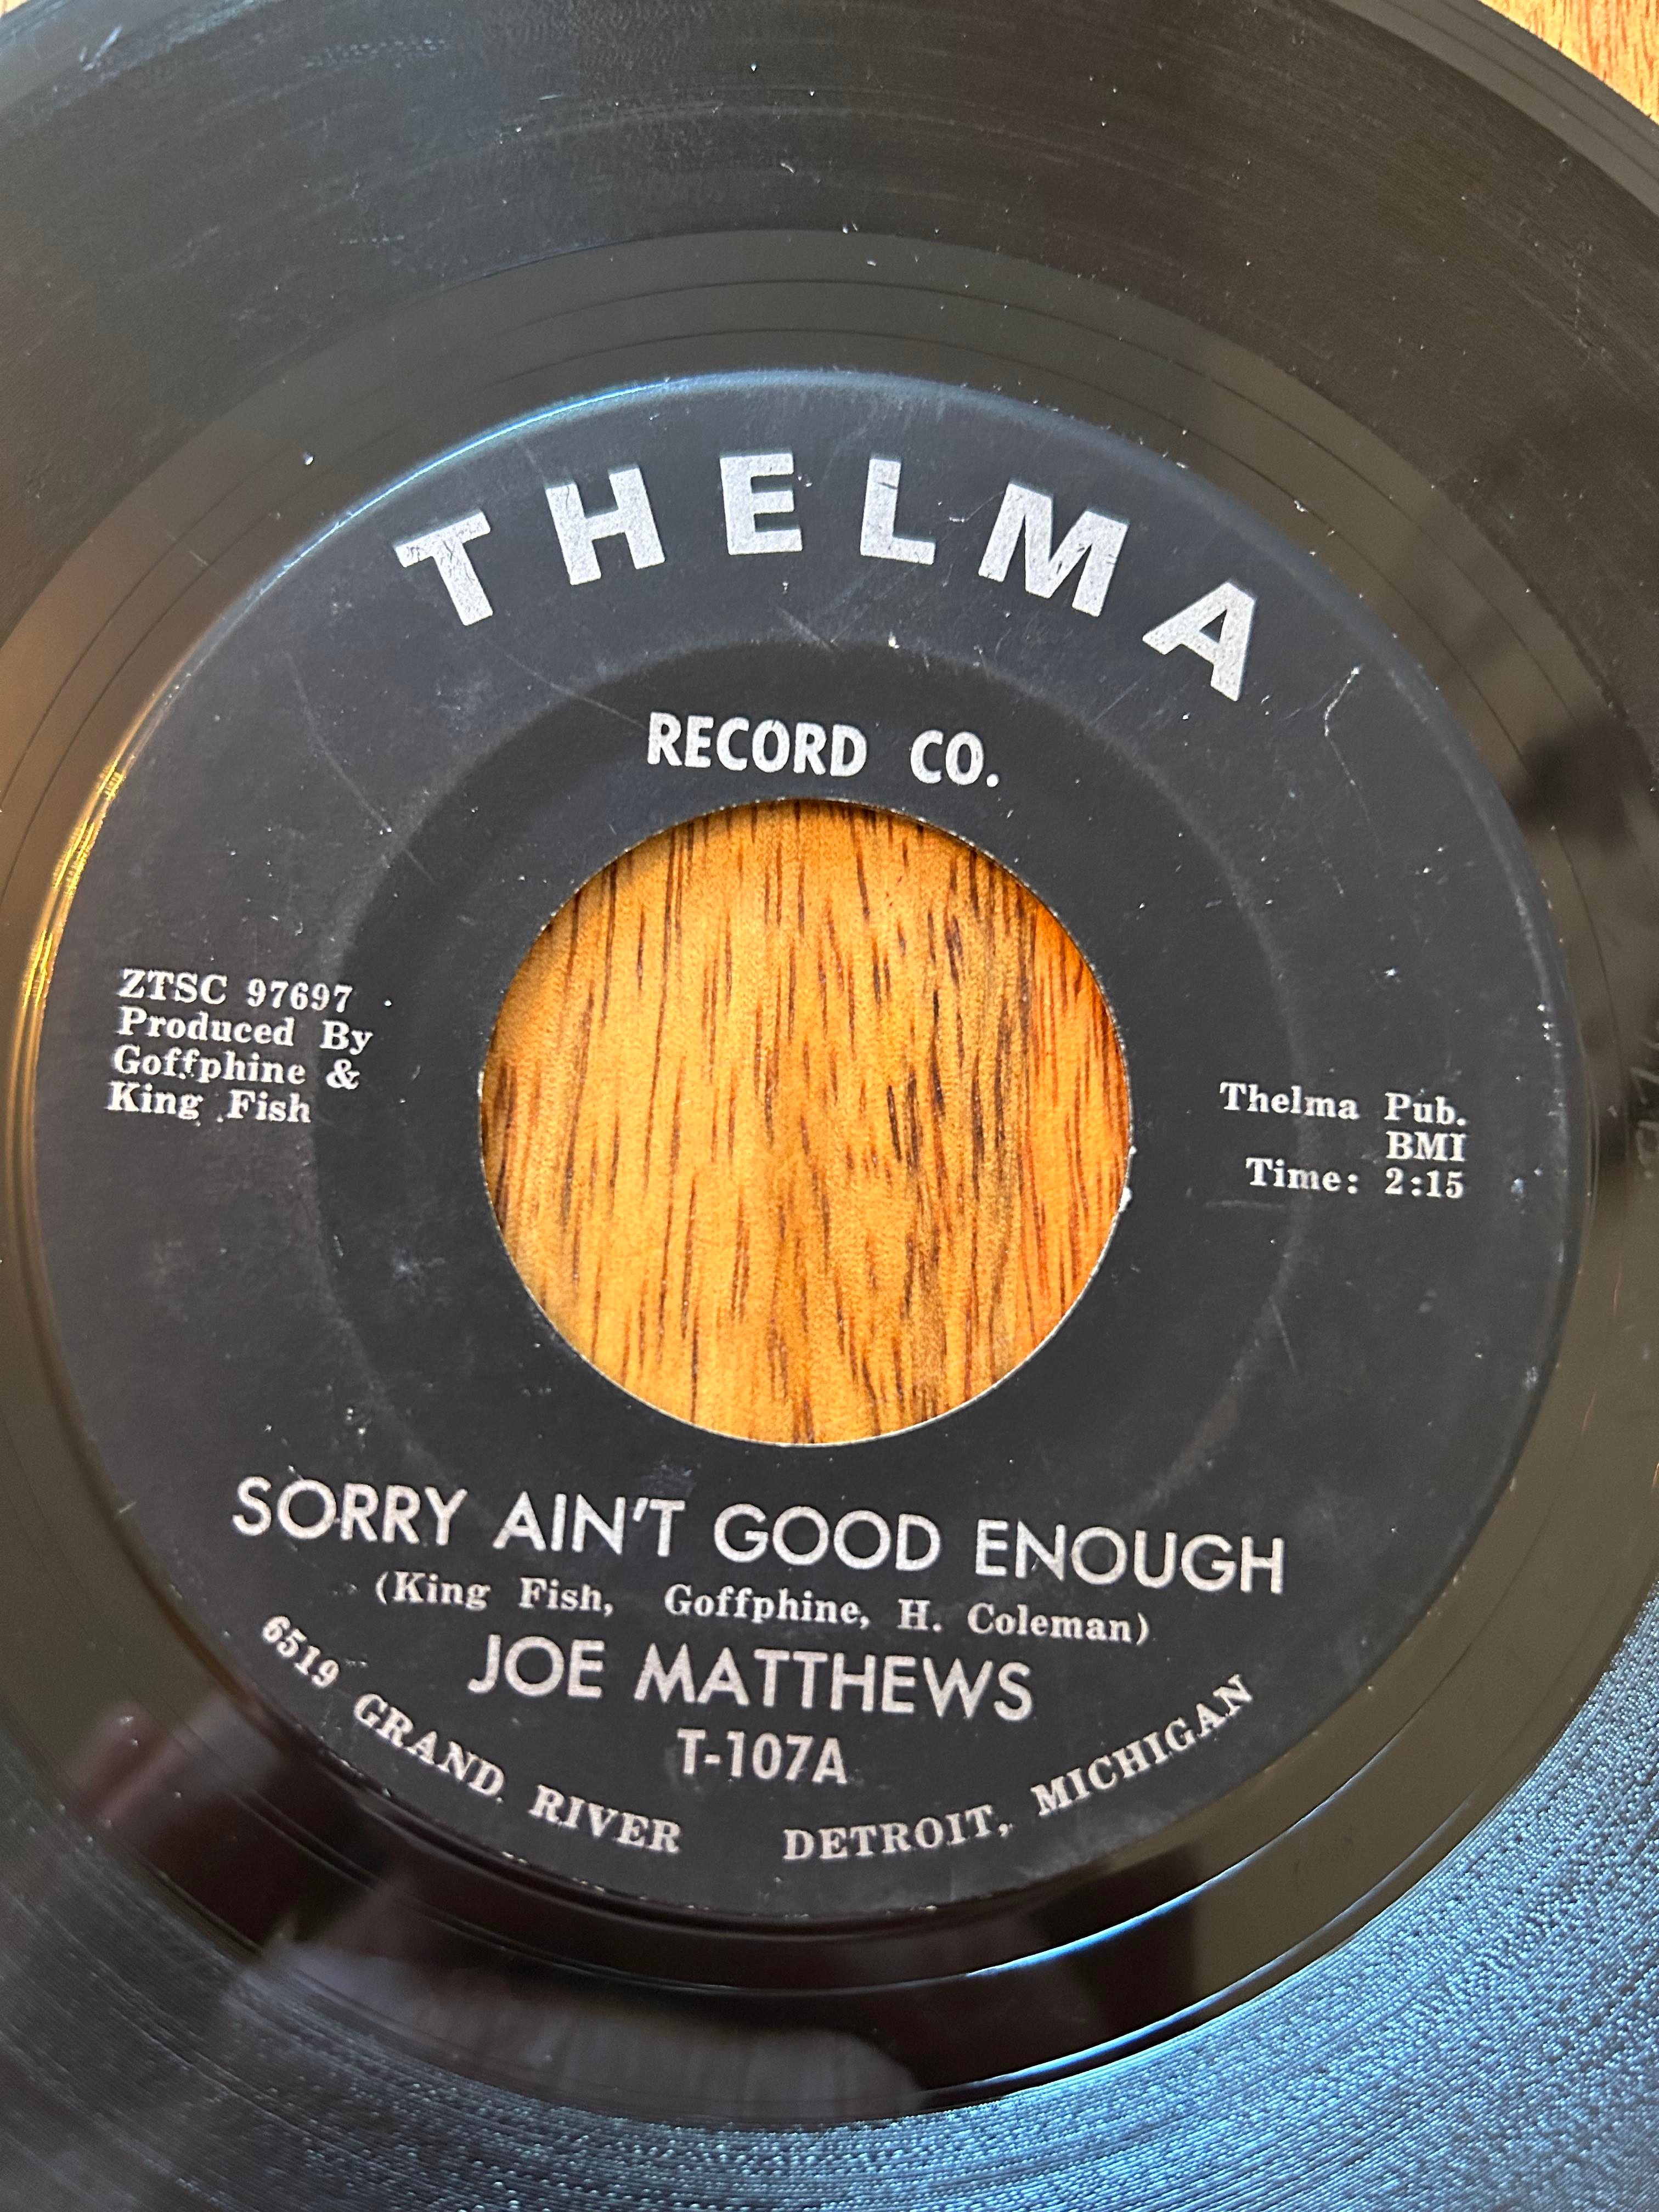 THELMA
RECORD CO.
ZTSC 97697
Produced By
Goffphine &
King Fish
Thelma Pub.
BMI
Time: 2:15
SORRY AIN'T GOOD ENOUGH
(King Fish, Goffphine, H. Coleman)
JOE MATTHEWS
T-107A
6519 GRAND RIVER DETROIT, MICHIGAN